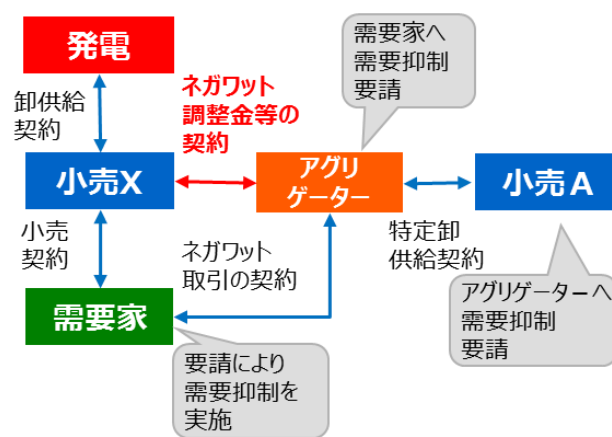 発電
需要家へ
需要抑制
要請
卸供給
契約
ネガワット
調整金等の
契約
小売X
アグリ
ゲーター
小売A
小売
契約
ネガワット
取引の契約
特定卸
供給契約
需要家
アグリゲーターへ
需要抑制
要請
要請により
需要抑制を
実施